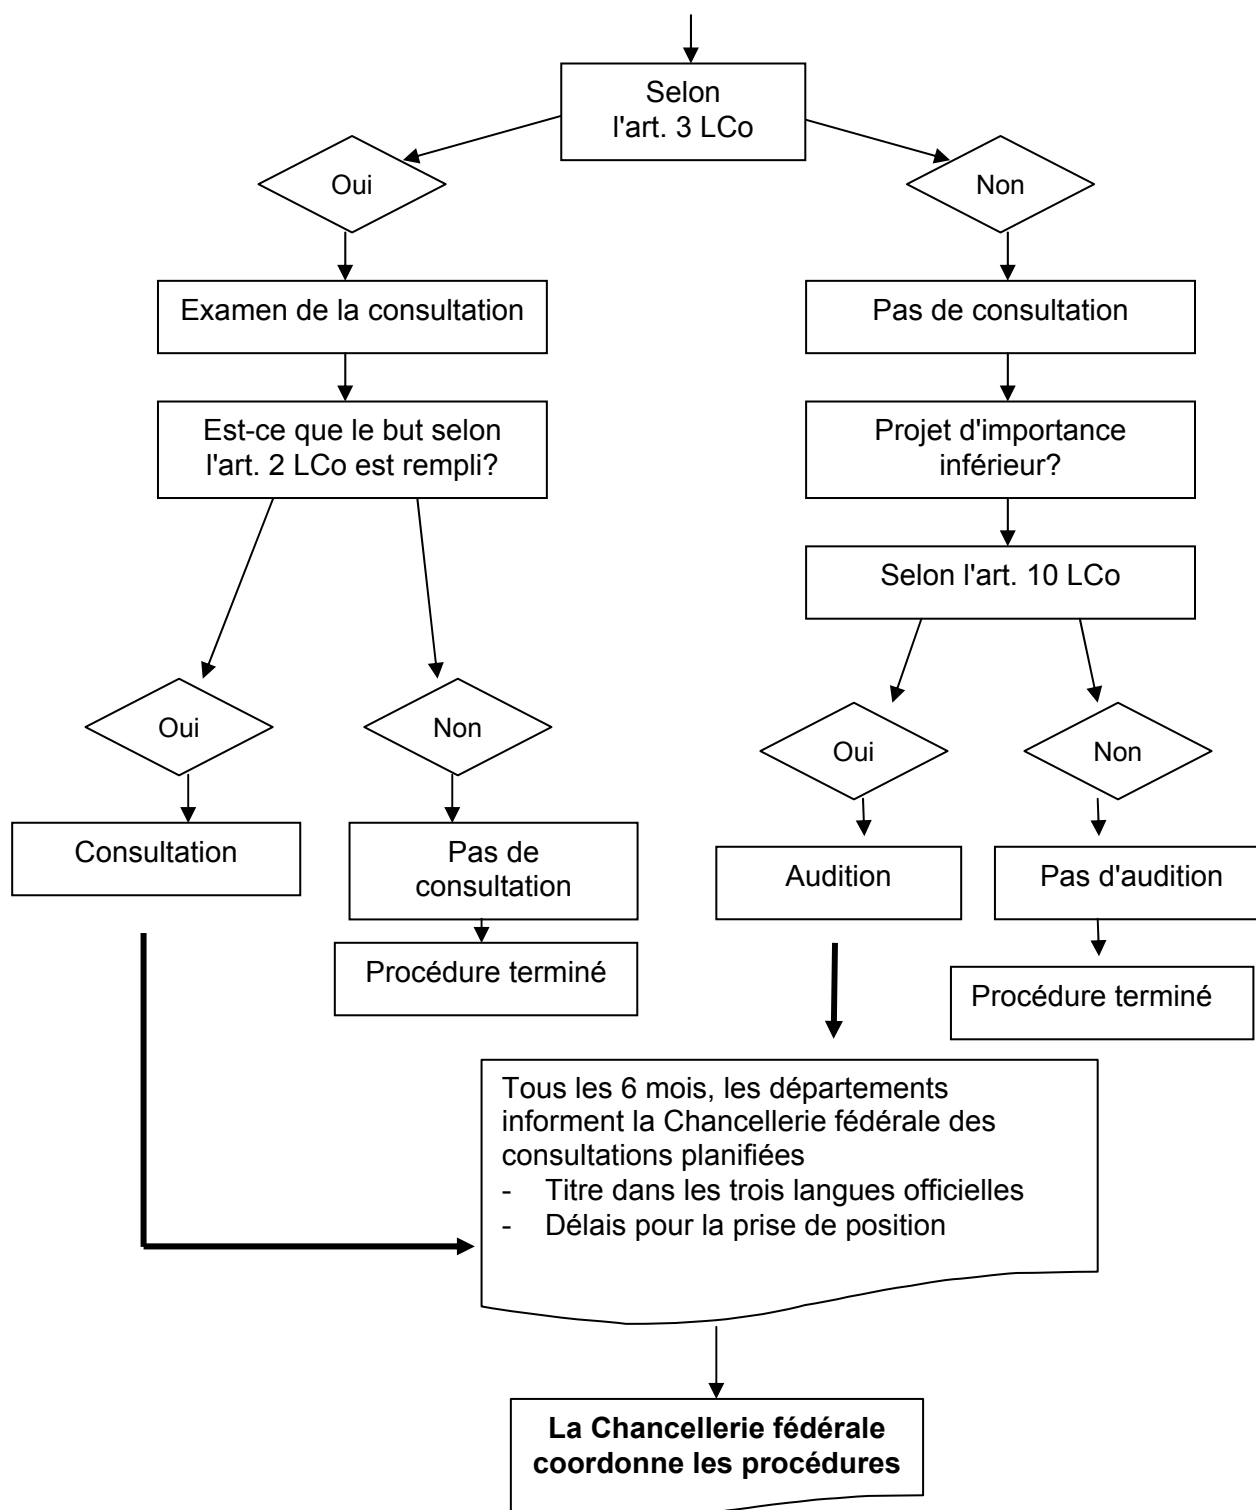 Selon
l'art. 3 LCo
Oui
Non
Examen de la consultation
Pas de consultation
Est-ce que le but selon
l'art. 2 LCo est rempli?
Projet d'importance
inférieur?
Selon l'art. 10 LCo
Oui
Non
Oui
Non
Consultation
Pas de
consultation
Audition
Pas d'audition
Procédure terminé
Procédure terminé
Tous les 6 mois, les départements
informent la Chancellerie fédérale des
consultations planifiées
- Titre dans les trois langues officielles
- Délais pour la prise de position
La Chancellerie fédérale
coordonne les procédures